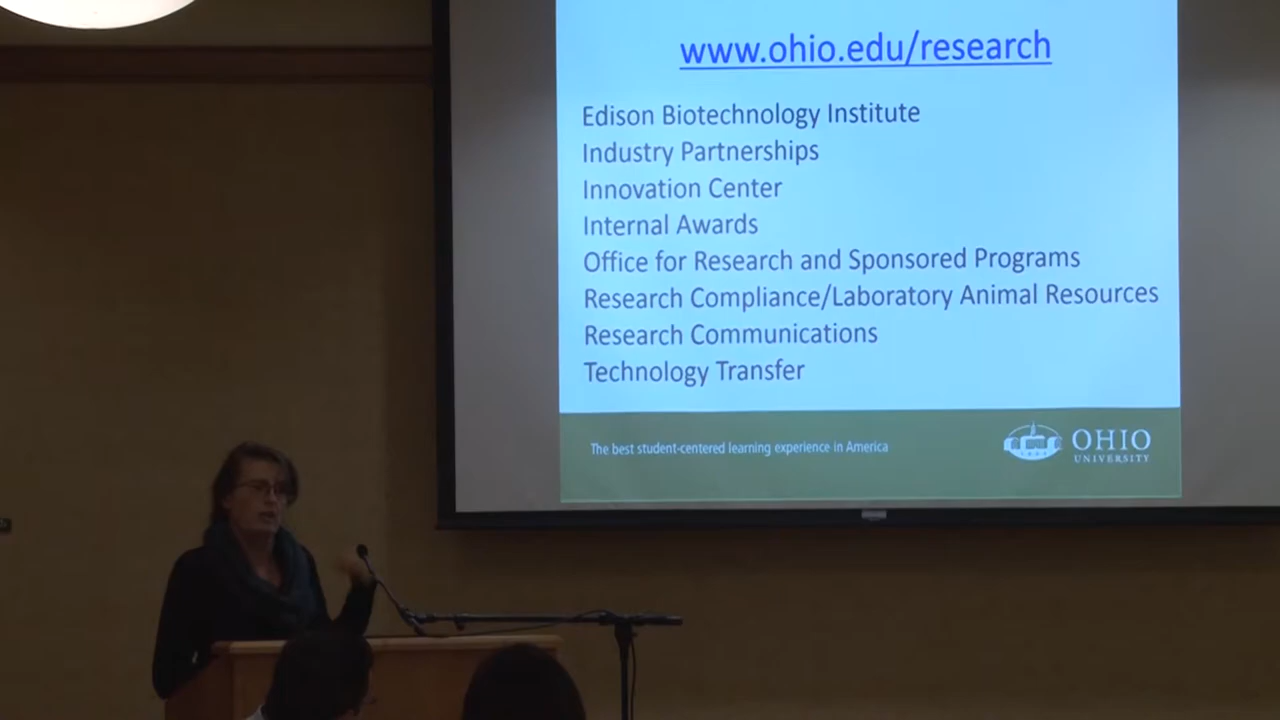 www.ohio.edu/research
Edison Biotechnology Institute
Industry Partnerships
Innovation Center
Internal Awards
Office for Research and Sponsored Programs
Research Compliance/Laboratory Animal Resources
Research Communications
Technology Transfer
The best student-centered learning experience in America
OHIO
UNIVERSITY